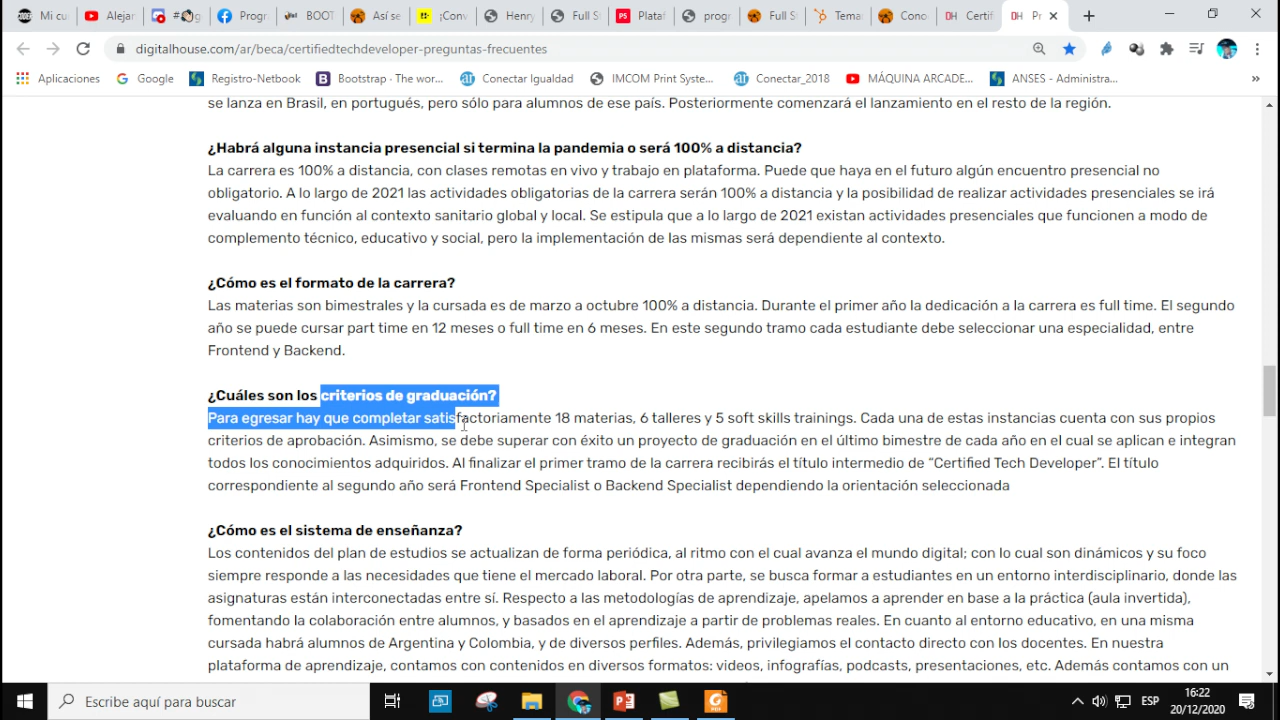 Mi cu
Alejar
#
Progr
BOOT
Así se
¡Conv
Henry
Full S
Plataf
progr
Full S
Tema
Cono
Certifi
Pr
digitalhouse.com/ar/beca/certifiedtechdeveloper-preguntas-frecuentes
Aplicaciones
Google
Registro-Netbook
Bootstrap · The wor...
Conectar Igualdad
IMCOM Print Syste...
Conectar_2018
MÁQUINA ARCADE...
ANSES - Administra...
»
se lanza en Brasil, en portugués, pero sólo para alumnos de ese país. Posteriormente comenzará el lanzamiento en el resto de la región.
¿Habrá alguna instancia presencial si termina la pandemia o será 100% a distancia?
La carrera es 100% a distancia, con clases remotas en vivo y trabajo en plataforma. Puede que haya en el futuro algún encuentro presencial no
obligatorio. A lo largo de 2021 las actividades obligatorias de la carrera serán 100% a distancia y la posibilidad de realizar actividades presenciales se irá
evaluando en función al contexto sanitario global y local. Se estipula que a lo largo de 2021 existan actividades presenciales que funcionen a modo de
complemento técnico, educativo y social, pero la implementación de las mismas será dependiente al contexto.
¿Cómo es el formato de la carrera?
Las materias son bimestrales y la cursada es de marzo a octubre 100% a distancia. Durante el primer año la dedicación a la carrera es full time. El segundo
año se puede cursar part time en 12 meses o full time en 6 meses. En este segundo tramo cada estudiante debe seleccionar una especialidad, entre
Frontend y Backend.
¿Cuáles son los criterios de graduación?
Para egresar hay que completar satisfactoriamente 18 materias, 6 talleres y 5 soft skills trainings. Cada una de estas instancias cuenta con sus propios
criterios de aprobación. Asimismo, se debe superar con éxito un proyecto de graduación en el último bimestre de cada año en el cual se aplican e integran
todos los conocimientos adquiridos. Al finalizar el primer tramo de la carrera recibirás el título intermedio de “Certified Tech Developer”. El título
correspondiente al segundo año será Frontend Specialist o Backend Specialist dependiendo la orientación seleccionada
¿Cómo es el sistema de enseñanza?
Los contenidos del plan de estudios se actualizan de forma periódica, al ritmo con el cual avanza el mundo digital; con lo cual son dinámicos y su foco
siempre responde a las necesidades que tiene el mercado laboral. Por otra parte, se busca formar a estudiantes en un entorno interdisciplinario, donde las
asignaturas están interconectadas entre sí. Respecto a las metodologías de aprendizaje, apelamos a aprender en base a la práctica (aula invertida),
fomentando la colaboración entre alumnos, y basados en el aprendizaje a partir de problemas reales. En cuanto al entorno educativo, en una misma
cursada habrá alumnos de Argentina y Colombia, y de diversos perfiles. Además, privilegiamos el contacto directo con los docentes. En nuestra
plataforma de aprendizaje, contamos con contenidos en diversos formatos: videos, infografías, podcasts, presentaciones, etc. Además contamos con un
Escribe aquí para buscar
ESP
16:22
20/12/2020